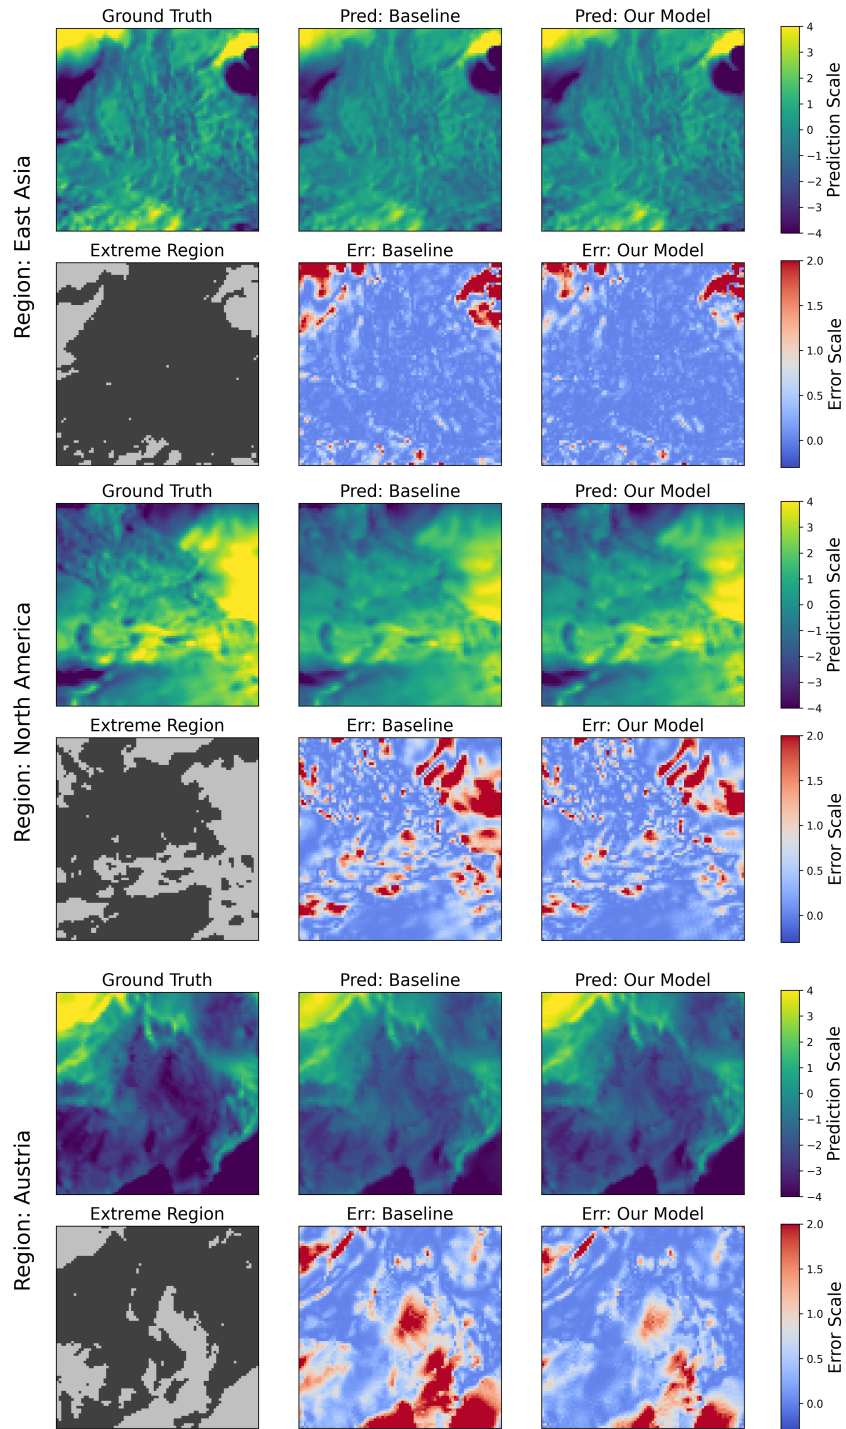 Ground Truth
Pred: Baseline
Pred: Our Model
4
3
2
1
0
−1
−2
−3
−4
Prediction Scale
Region: East Asia
Extreme Region
Err: Baseline
Err: Our Model
2.0
1.5
1.0
0.5
0.0
Error Scale
Ground Truth
Pred: Baseline
Pred: Our Model
4
3
2
1
0
−1
−2
−3
−4
Prediction Scale
Region: North America
Extreme Region
Err: Baseline
Err: Our Model
2.0
1.5
1.0
0.5
0.0
Error Scale
Ground Truth
Pred: Baseline
Pred: Our Model
4
3
2
1
0
−1
−2
−3
−4
Prediction Scale
Region: Austria
Extreme Region
Err: Baseline
Err: Our Model
2.0
1.5
1.0
0.5
0.0
Error Scale